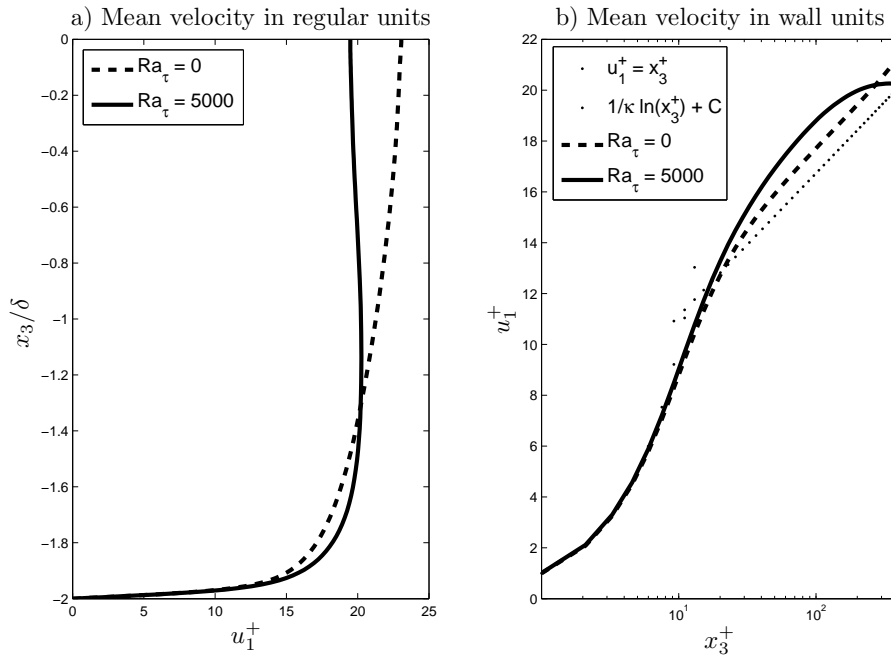 a) Mean velocity in regular units
Ra_τ = 0
Ra_τ = 5000
x_3/δ
0
-0.2
-0.4
-0.6
-0.8
-1
-1.2
-1.4
-1.6
-1.8
-2
0 5 10 15 20 25
u_1^+
b) Mean velocity in wall units
u_1^+ = x_3^+
1/κ ln(x_3^+) + C
Ra_τ = 0
Ra_τ = 5000
u_1^+
22
20
18
16
14
12
10
8
6
4
2
0
10^1 10^2
x_3^+